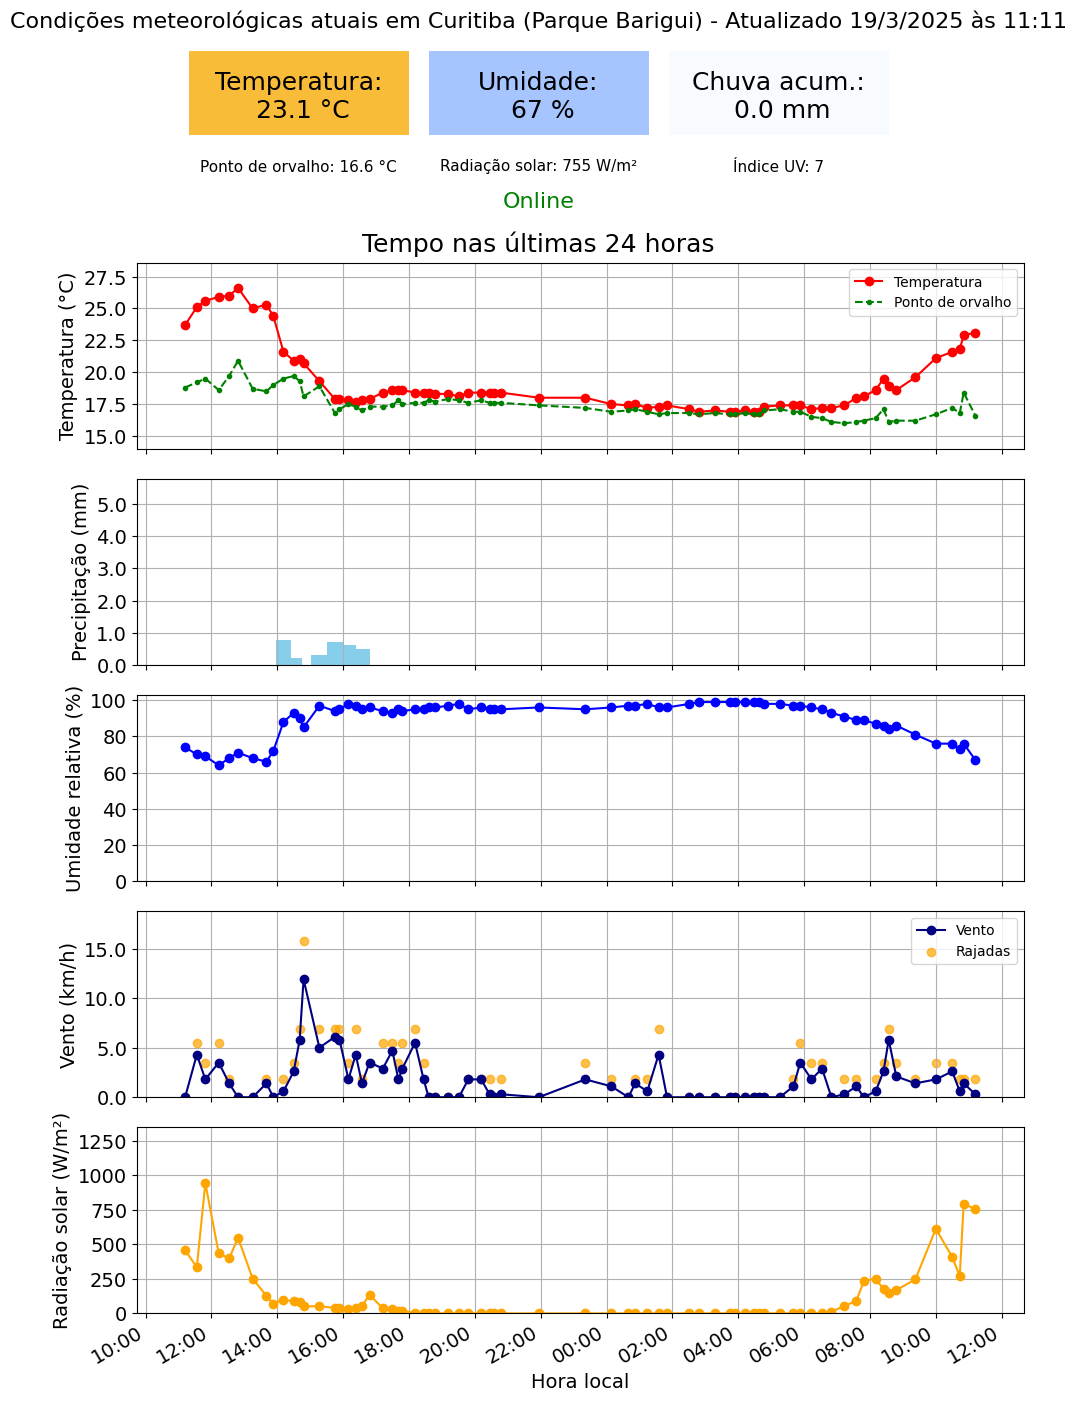 Condições meteorológicas atuais em Curitiba (Parque Barigui) - Atualizado 19/3/2025 às 11:11
Temperatura:
23.1 °C
Umidade:
67 %
Chuva acum.:
0.0 mm
Ponto de orvalho: 16.6 °C
Radiação solar: 755 W/m²
Índice UV: 7
Online
Tempo nas últimas 24 horas
Temperatura (°C)
27.5
25.0
22.5
20.0
17.5
15.0
Temperatura
Ponto de orvalho
Precipitação (mm)
5.0
4.0
3.0
2.0
1.0
0.0
Umidade relativa (%)
100
80
60
40
20
0
Vento (km/h)
15.0
10.0
5.0
0.0
Vento
Rajadas
Radiação solar (W/m²)
1250
1000
750
500
250
0
10:00
12:00
14:00
16:00
18:00
20:00
22:00
00:00
02:00
04:00
06:00
08:00
10:00
12:00
Hora local